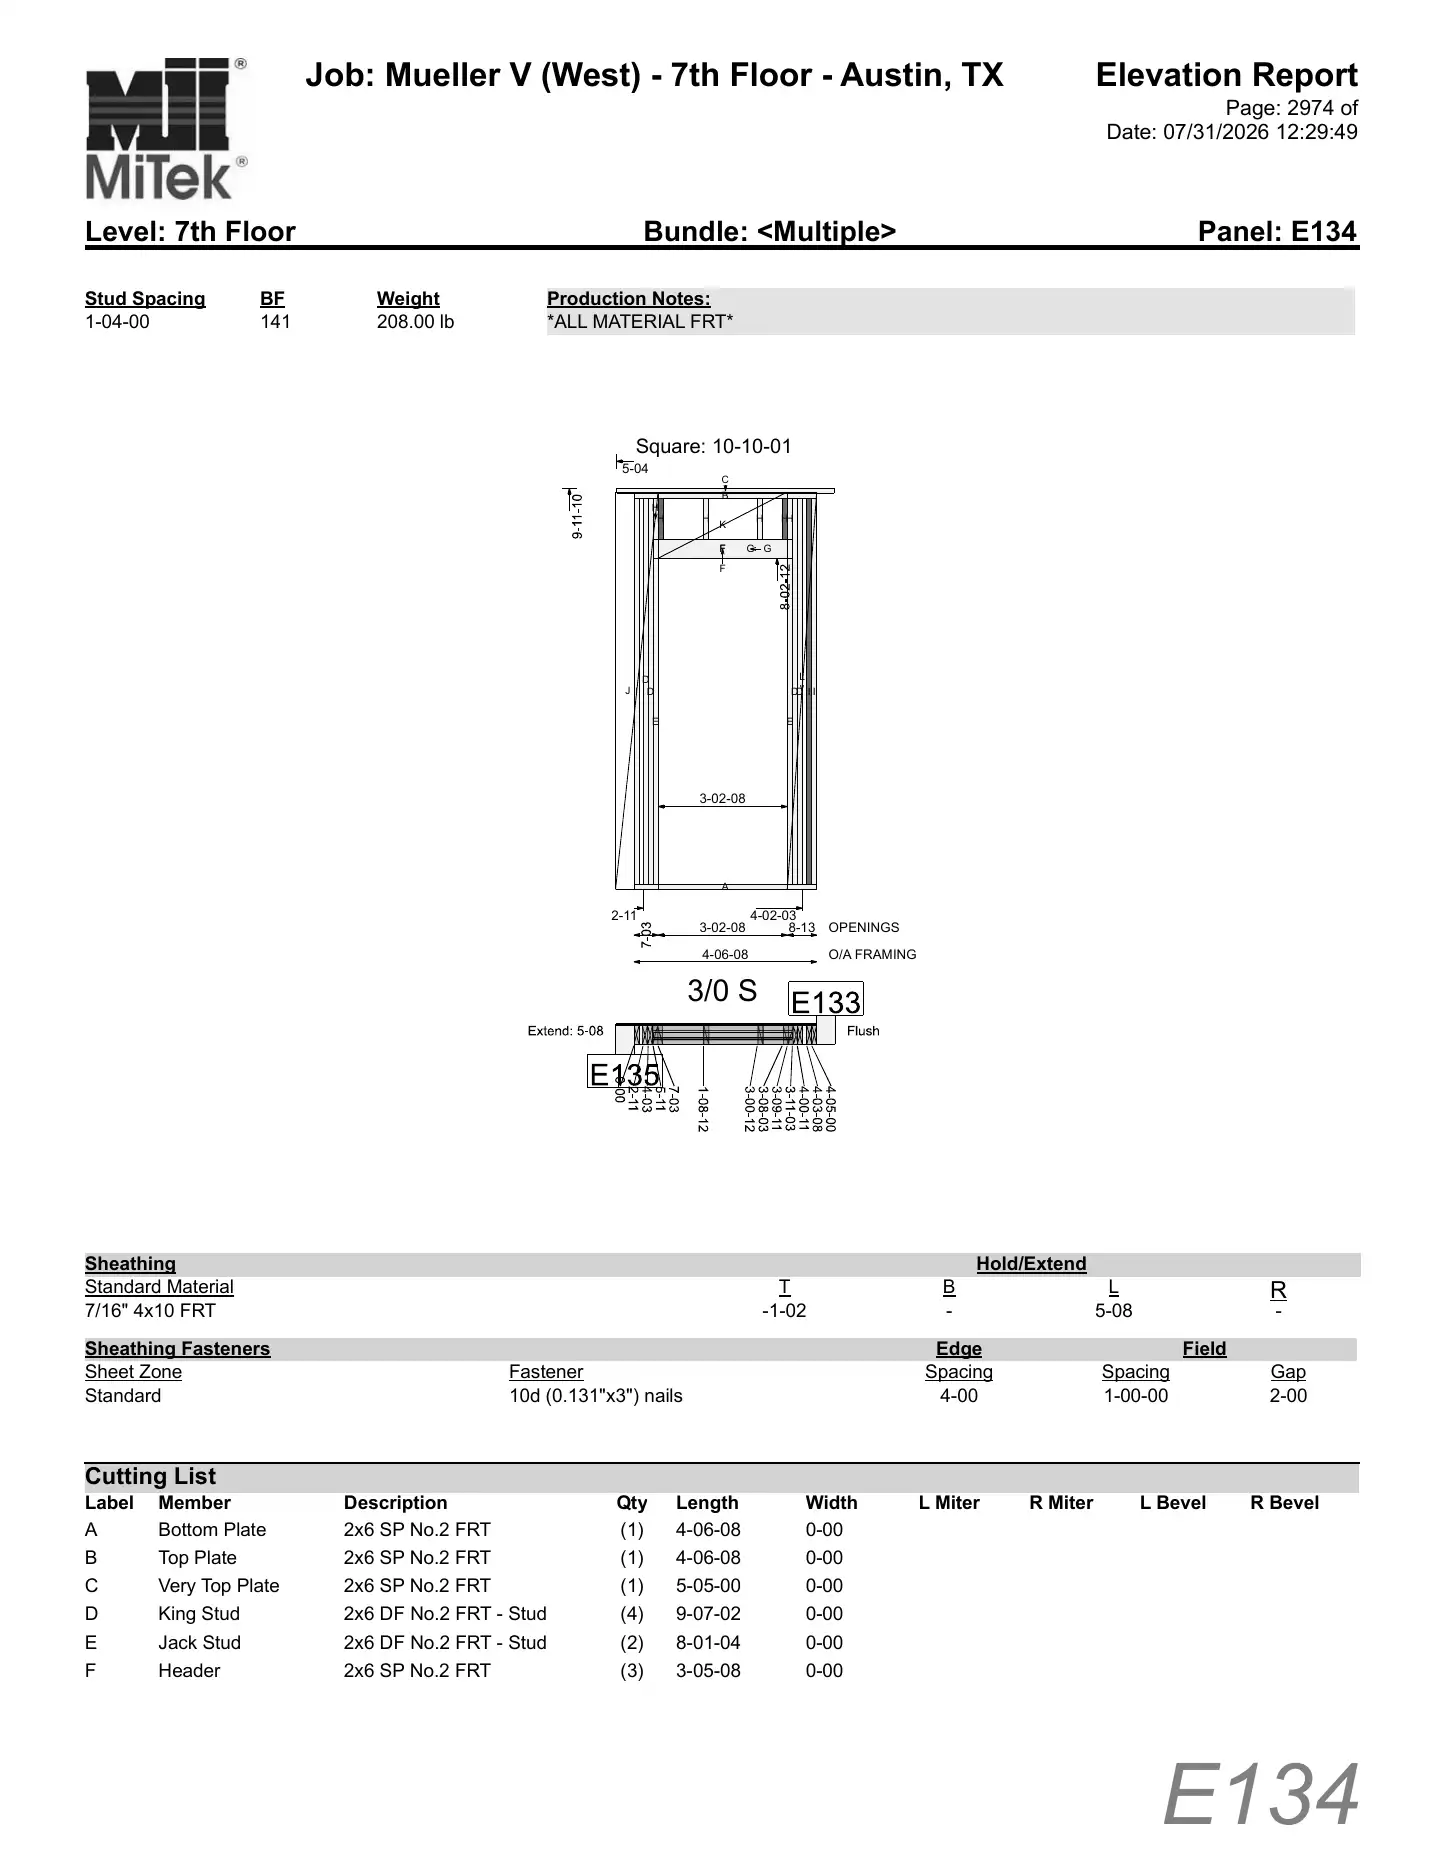 Job: Mueller V (West) - 7th Floor - Austin, TX
Elevation Report
Page: 2974 of
Date: 07/31/2026 12:29:49
MiTek®
Level: 7th Floor Bundle: <Multiple> Panel: E134
Stud Spacing BF Weight Production Notes:
1-04-00 141 208.00 lb *ALL MATERIAL FRT*
Square: 10-10-01
5-04
C
B
9-11-10
K
F G G
F
8-02-12
J D D
L
E E
3-02-08
A
2-11 4-02-03
7-03 3-02-08 8-13 OPENINGS
4-06-08 O/A FRAMING
3/0 S
E133
Extend: 5-08 Flush
E135
2-11 4-03 5-11 7-03 1-08-12 3-00-12 3-08-03 3-09-11 3-11-03 4-00-11 4-03-08 4-05-00
Sheathing Hold/Extend
Standard Material T B L R
7/16" 4x10 FRT -1-02 - 5-08 -
Sheathing Fasteners Edge Field
Sheet Zone Fastener Spacing Spacing Gap
Standard 10d (0.131"x3") nails 4-00 1-00-00 2-00
Cutting List
Label Member Description Qty Length Width L Miter R Miter L Bevel R Bevel
A Bottom Plate 2x6 SP No.2 FRT (1) 4-06-08 0-00
B Top Plate 2x6 SP No.2 FRT (1) 4-06-08 0-00
C Very Top Plate 2x6 SP No.2 FRT (1) 5-05-00 0-00
D King Stud 2x6 DF No.2 FRT - Stud (4) 9-07-02 0-00
E Jack Stud 2x6 DF No.2 FRT - Stud (2) 8-01-04 0-00
F Header 2x6 SP No.2 FRT (3) 3-05-08 0-00
E134